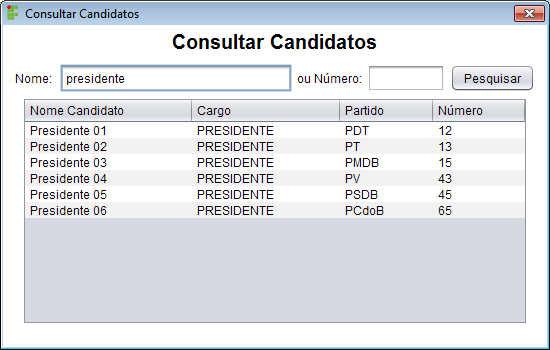 Consultar Candidatos
Consultar Candidatos
Nome: presidente ou Número: Pesquisar
Nome Candidato Cargo Partido Número
Presidente 01 PRESIDENTE PDT 12
Presidente 02 PRESIDENTE PT 13
Presidente 03 PRESIDENTE PMDB 15
Presidente 04 PRESIDENTE PV 43
Presidente 05 PRESIDENTE PSDB 45
Presidente 06 PRESIDENTE PCdoB 65